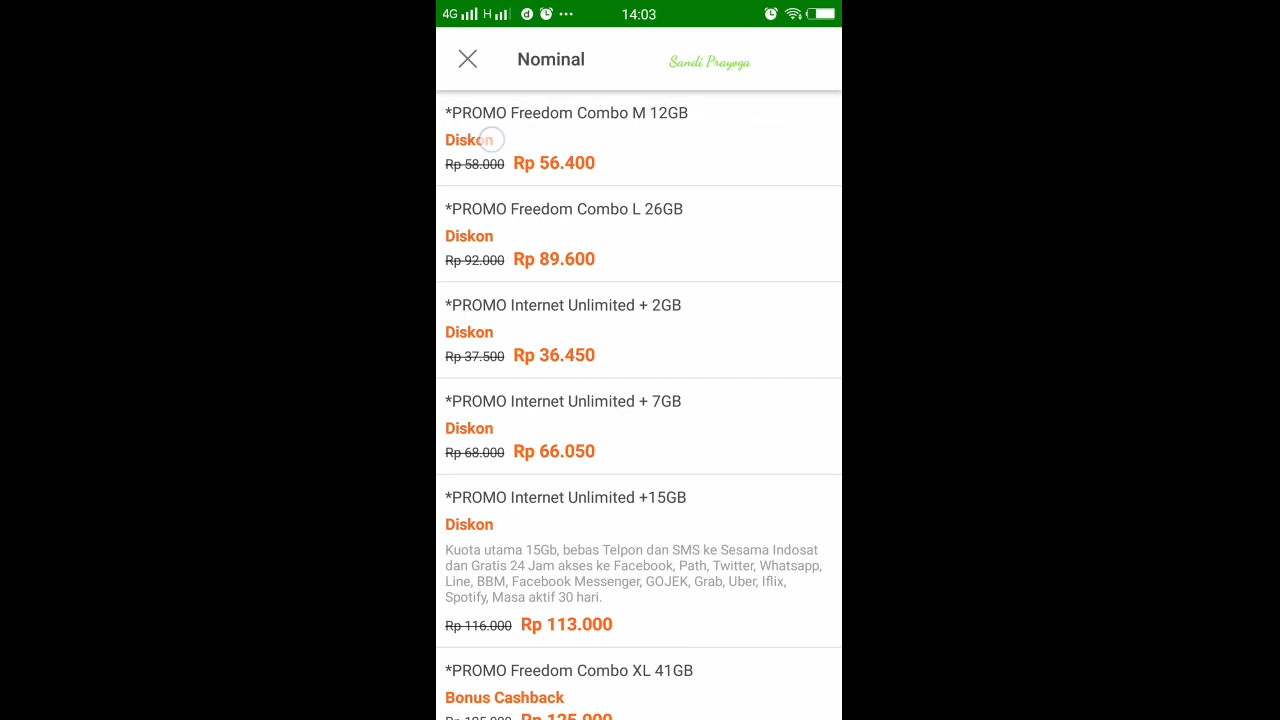 4G H d 14:03
Nominal Sandi Prayoga
*PROMO Freedom Combo M 12GB
Diskon
Rp 58.000 Rp 56.400
*PROMO Freedom Combo L 26GB
Diskon
Rp 92.000 Rp 89.600
*PROMO Internet Unlimited + 2GB
Diskon
Rp 37.500 Rp 36.450
*PROMO Internet Unlimited + 7GB
Diskon
Rp 68.000 Rp 66.050
*PROMO Internet Unlimited +15GB
Diskon
Kuota utama 15Gb, bebas Telpon dan SMS ke Sesama Indosat
dan Gratis 24 Jam akses ke Facebook, Path, Twitter, Whatsapp,
Line, BBM, Facebook Messenger, GOJEK, Grab, Uber, Iflix,
Spotify, Masa aktif 30 hari.
Rp 116.000 Rp 113.000
*PROMO Freedom Combo XL 41GB
Bonus Cashback
Rp Rp 125.000